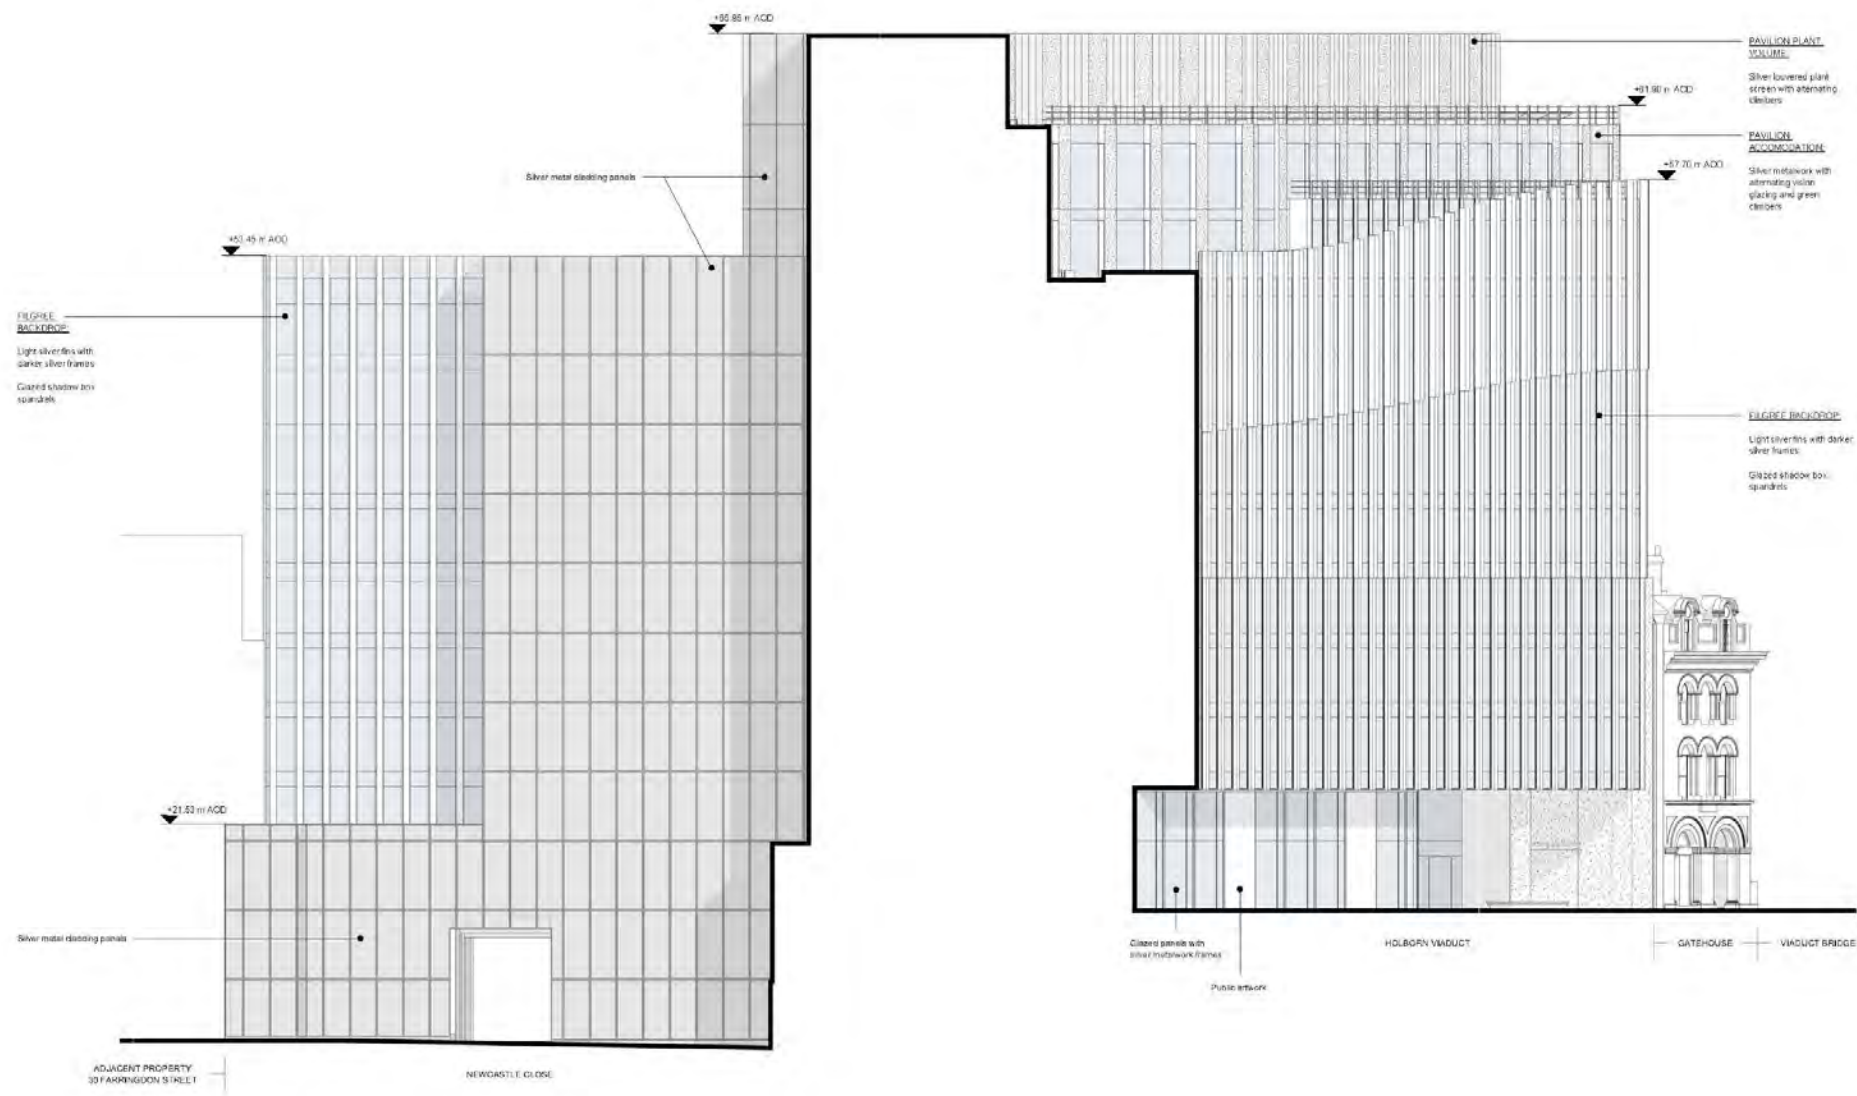 +65.85 m AOD
Silver metal cladding panels
+53.45 m AOD
FILIGREE
BACKDROP:
Light silver fins with
darker silver frames
Glazed shadow box
spandrels
+21.53 m AOD
Silver metal cladding panels
ADJACENT PROPERTY
30 FARRINGDON STREET
NEWCASTLE CLOSE
PAVILION PLANT
VOLUME:
Silver louvered plant
screen with alternating
climbers
+61.60 m AOD
PAVILION
ACCOMODATION:
Silver metalwork with
alternating vision
glazing and green
climbers
+57.70 m AOD
FILIGREE BACKDROP:
Light silver fins with darker
silver frames
Glazed shadow box
spandrels
Glazed panels with
silver metalwork frames
Public artwork
HOLBORN VIADUCT
GATEHOUSE
VIADUCT BRIDGE